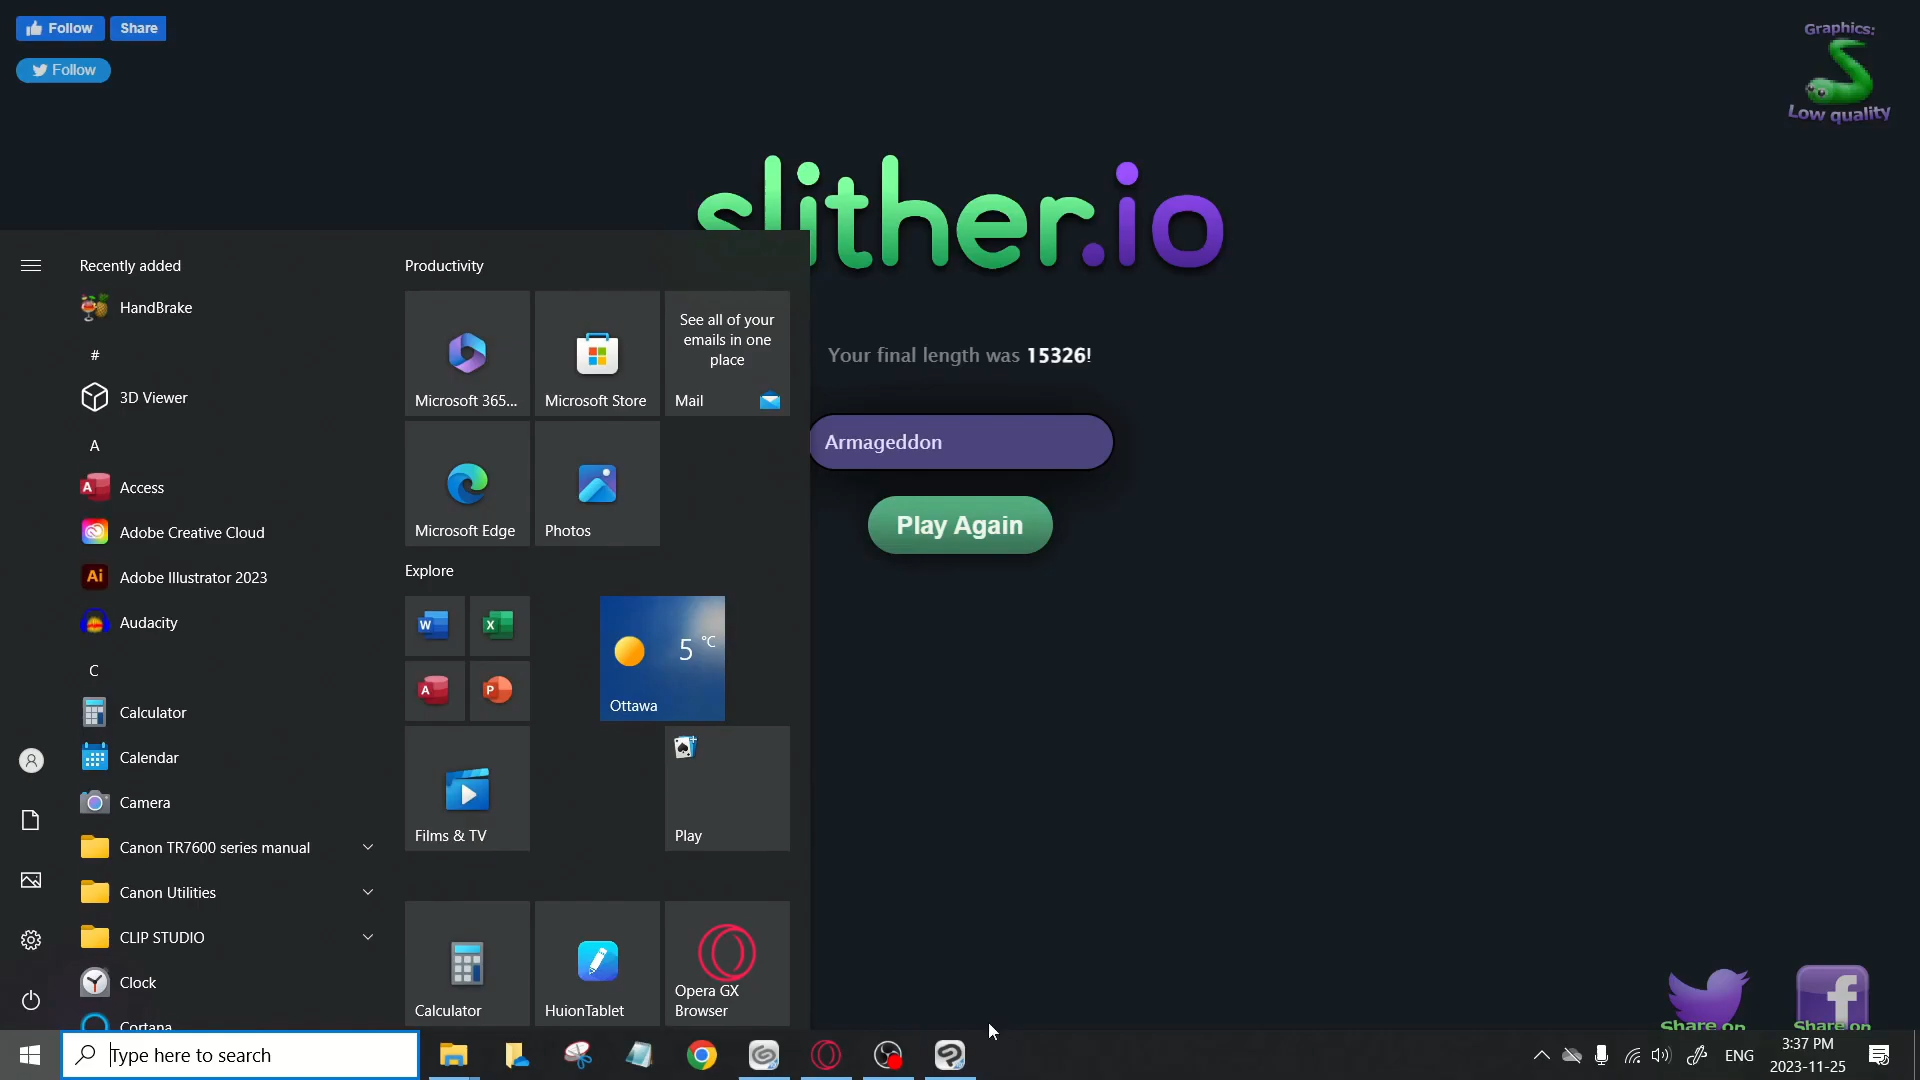 Follow
Share
Follow
Graphics:
Low quality
slither.io
Your final length was 15326!
Armageddon
Play Again
Recently added
HandBrake
#
3D Viewer
A
Access
Adobe Creative Cloud
Adobe Illustrator 2023
Audacity
C
Calculator
Calendar
Camera
Canon TR7600 series manual
Canon Utilities
CLIP STUDIO
Clock
Cortana
Productivity
Microsoft 365...
Microsoft Store
See all of your
emails in one
place
Mail
Microsoft Edge
Photos
Explore
5 °C
Ottawa
Films & TV
Play
Calculator
HuionTablet
Opera GX
Browser
Share on
Share on
Type here to search
ENG
3:37 PM
2023-11-25